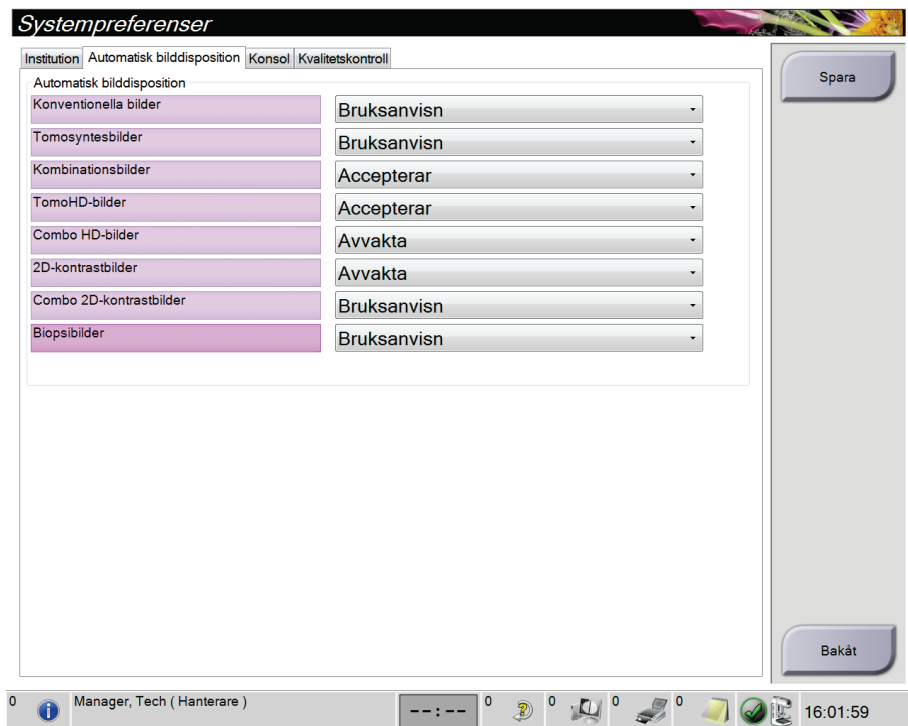 Systempreferenser
Institution Automatisk bilddisposition Konsol Kvalitetskontroll
Automatisk bilddisposition
Konventionella bilder Bruksanvisn
Tomosyntesbilder Bruksanvisn
Kombinationsbilder Accepterar
TomoHD-bilder Accepterar
Combo HD-bilder Avvakta
2D-kontrastbilder Avvakta
Combo 2D-kontrastbilder Bruksanvisn
Biopsibilder Bruksanvisn
Spara
Bakåt
0 Manager, Tech ( Hanterare ) --:-- 0 0 0 0 16:01:59